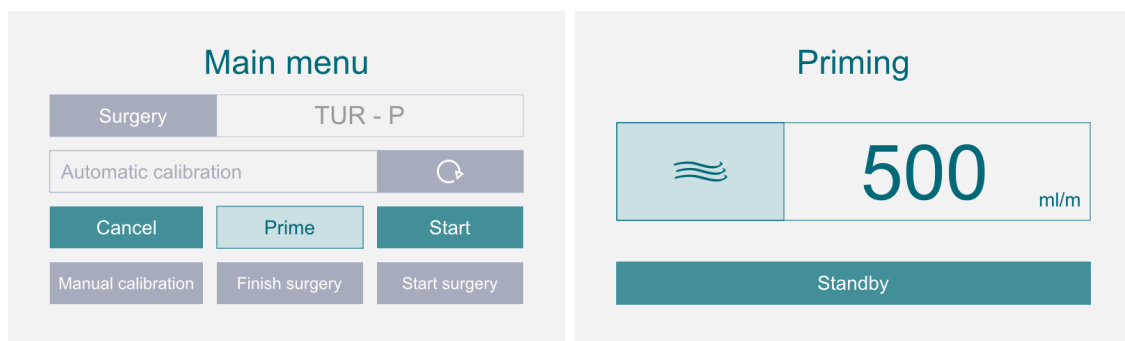 Main menu
Surgery TUR - P
Automatic calibration
Cancel Prime Start
Manual calibration Finish surgery Start surgery
Priming
500 ml/m
Standby